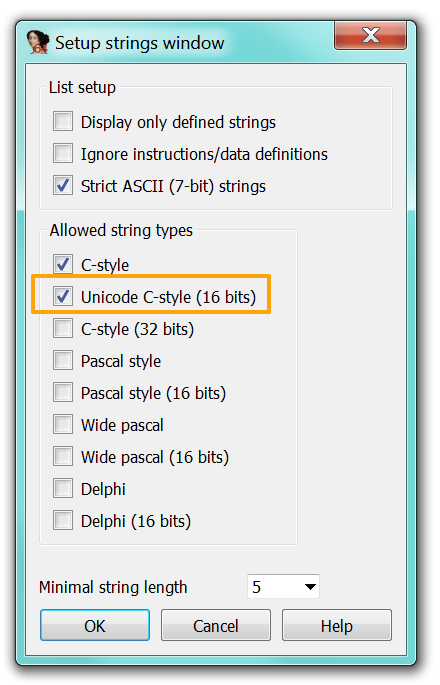 Setup strings window
List setup
Display only defined strings
Ignore instructions/data definitions
Strict ASCII (7-bit) strings
Allowed string types
C-style
Unicode C-style (16 bits)
C-style (32 bits)
Pascal style
Pascal style (16 bits)
Wide pascal
Wide pascal (16 bits)
Delphi
Delphi (16 bits)
Minimal string length 5
OK Cancel Help